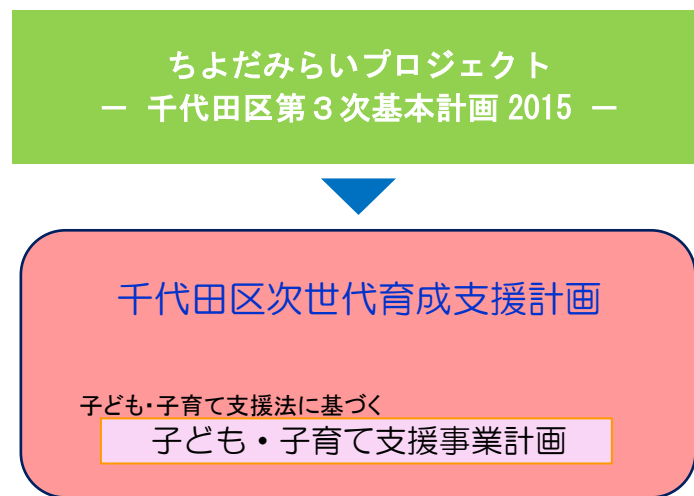 ちよだみらいプロジェクト
－ 千代田区第３次基本計画 2015 －
千代田区次世代育成支援計画
子ども・子育て支援法に基づく
子ども・子育て支援事業計画